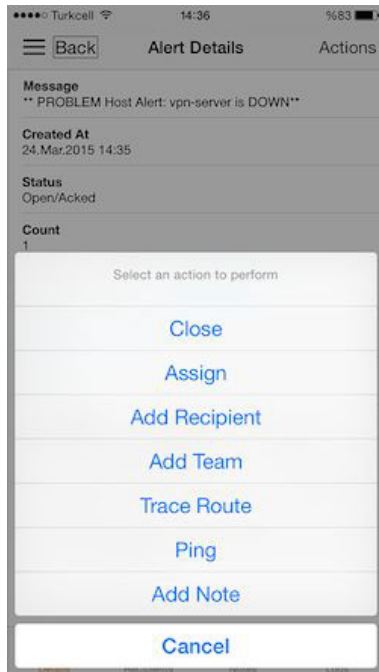 Turkcell 14:36 %83
Back Alert Details Actions
Message
** PROBLEM Host Alert: vpn-server is DOWN**
Created At
24.Mar.2015 14:35
Status
Open/Acked
Count
1
Select an action to perform
Close
Assign
Add Recipient
Add Team
Trace Route
Ping
Add Note
Cancel